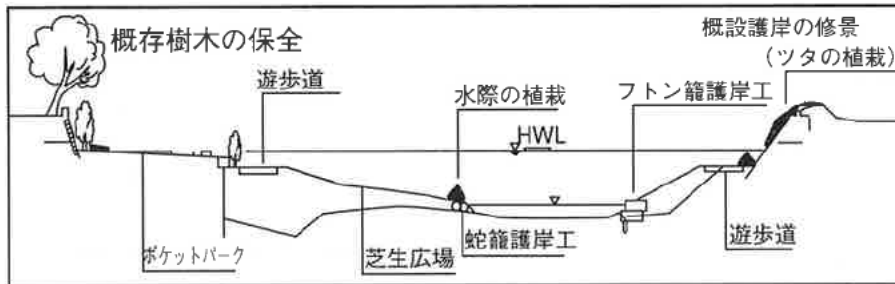 概存樹木の保全
遊歩道
水際の植栽
フトン籠護岸工
概設護岸の修景
（ツタの植栽）
HWL
ポケットパーク
芝生広場
蛇籠護岸工
遊歩道